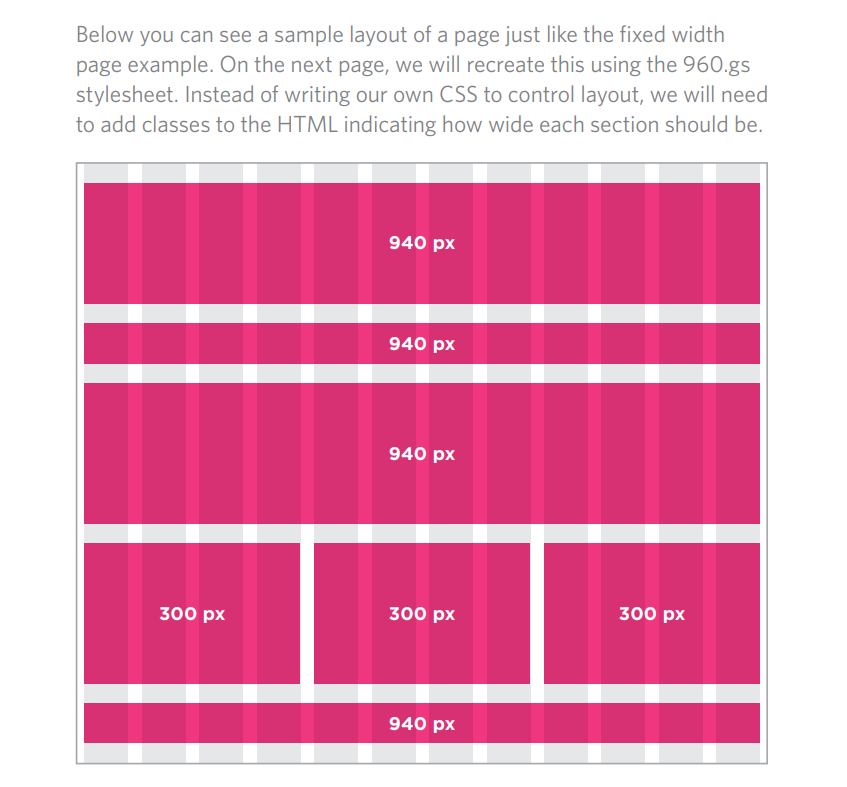 Below you can see a sample layout of a page just like the fixed width
page example. On the next page, we will recreate this using the 960.gs
stylesheet. Instead of writing our own CSS to control layout, we will need
to add classes to the HTML indicating how wide each section should be.
940 px
940 px
940 px
300 px
300 px
300 px
940 px